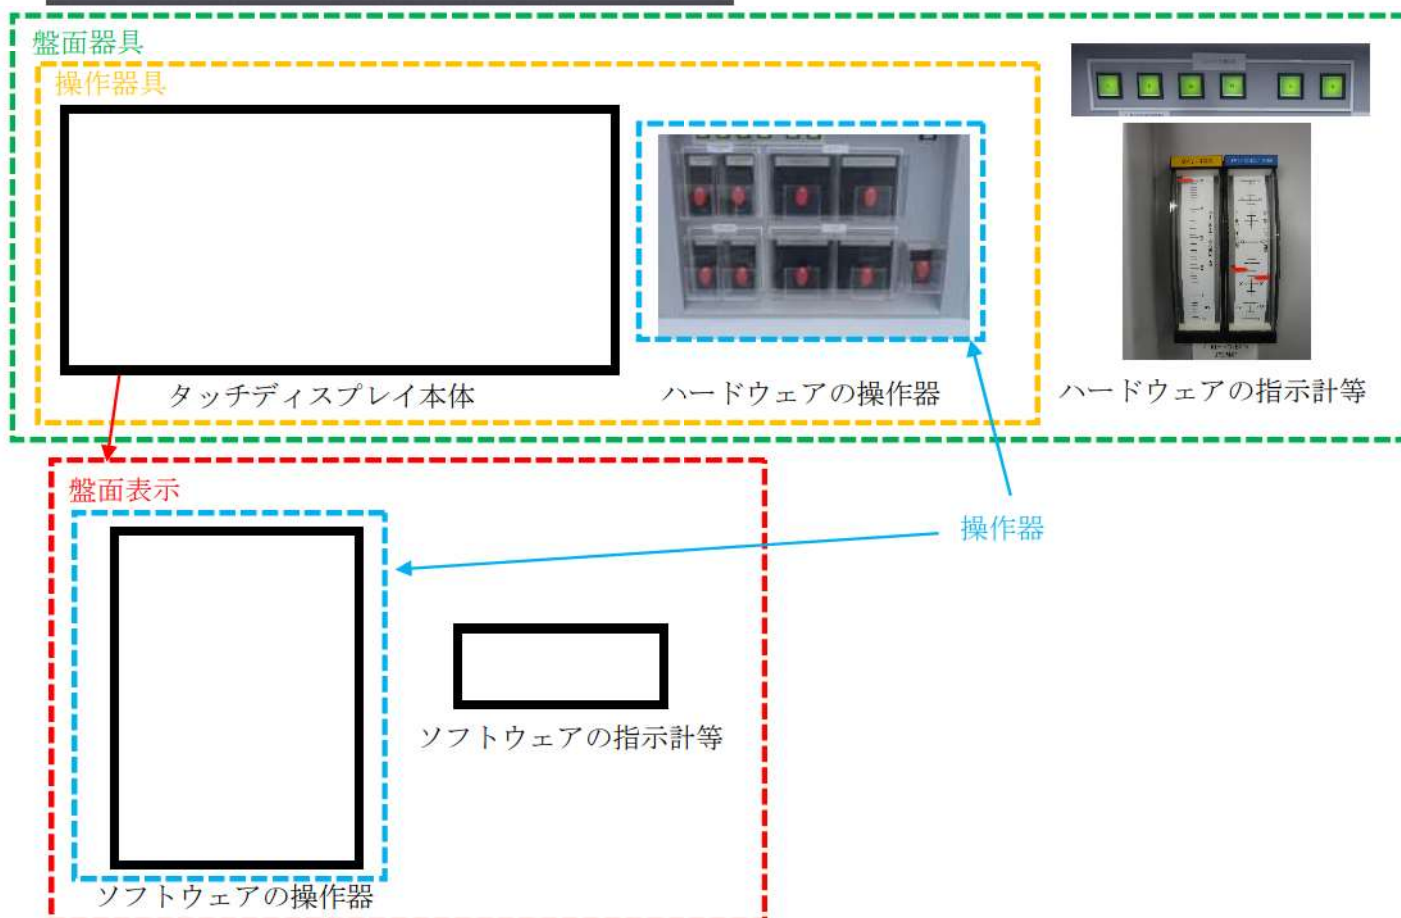 盤面器具
操作器具
タッチディスプレイ本体
ハードウェアの操作器
ハードウェアの指示計等
盤面表示
操作器
ソフトウェアの指示計等
ソフトウェアの操作器